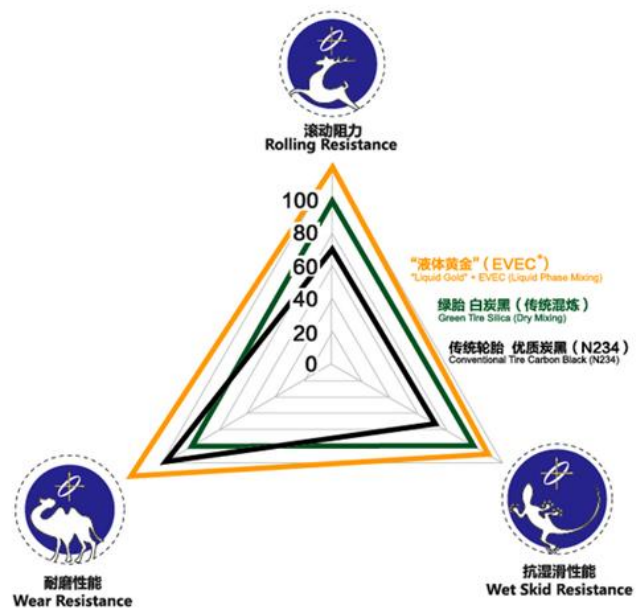 滚动阻力
Rolling Resistance
100
80
60
40
20
0
“液体黄金”（EVEC*）
"Liquid Gold" + EVEC (Liquid Phase Mixing)
绿胎 白炭黑（传统混炼）
Green Tire Silica (Dry Mixing)
传统轮胎 优质炭黑（N234）
Conventional Tire Carbon Black (N234)
耐磨性能
Wear Resistance
抗湿滑性能
Wet Skid Resistance